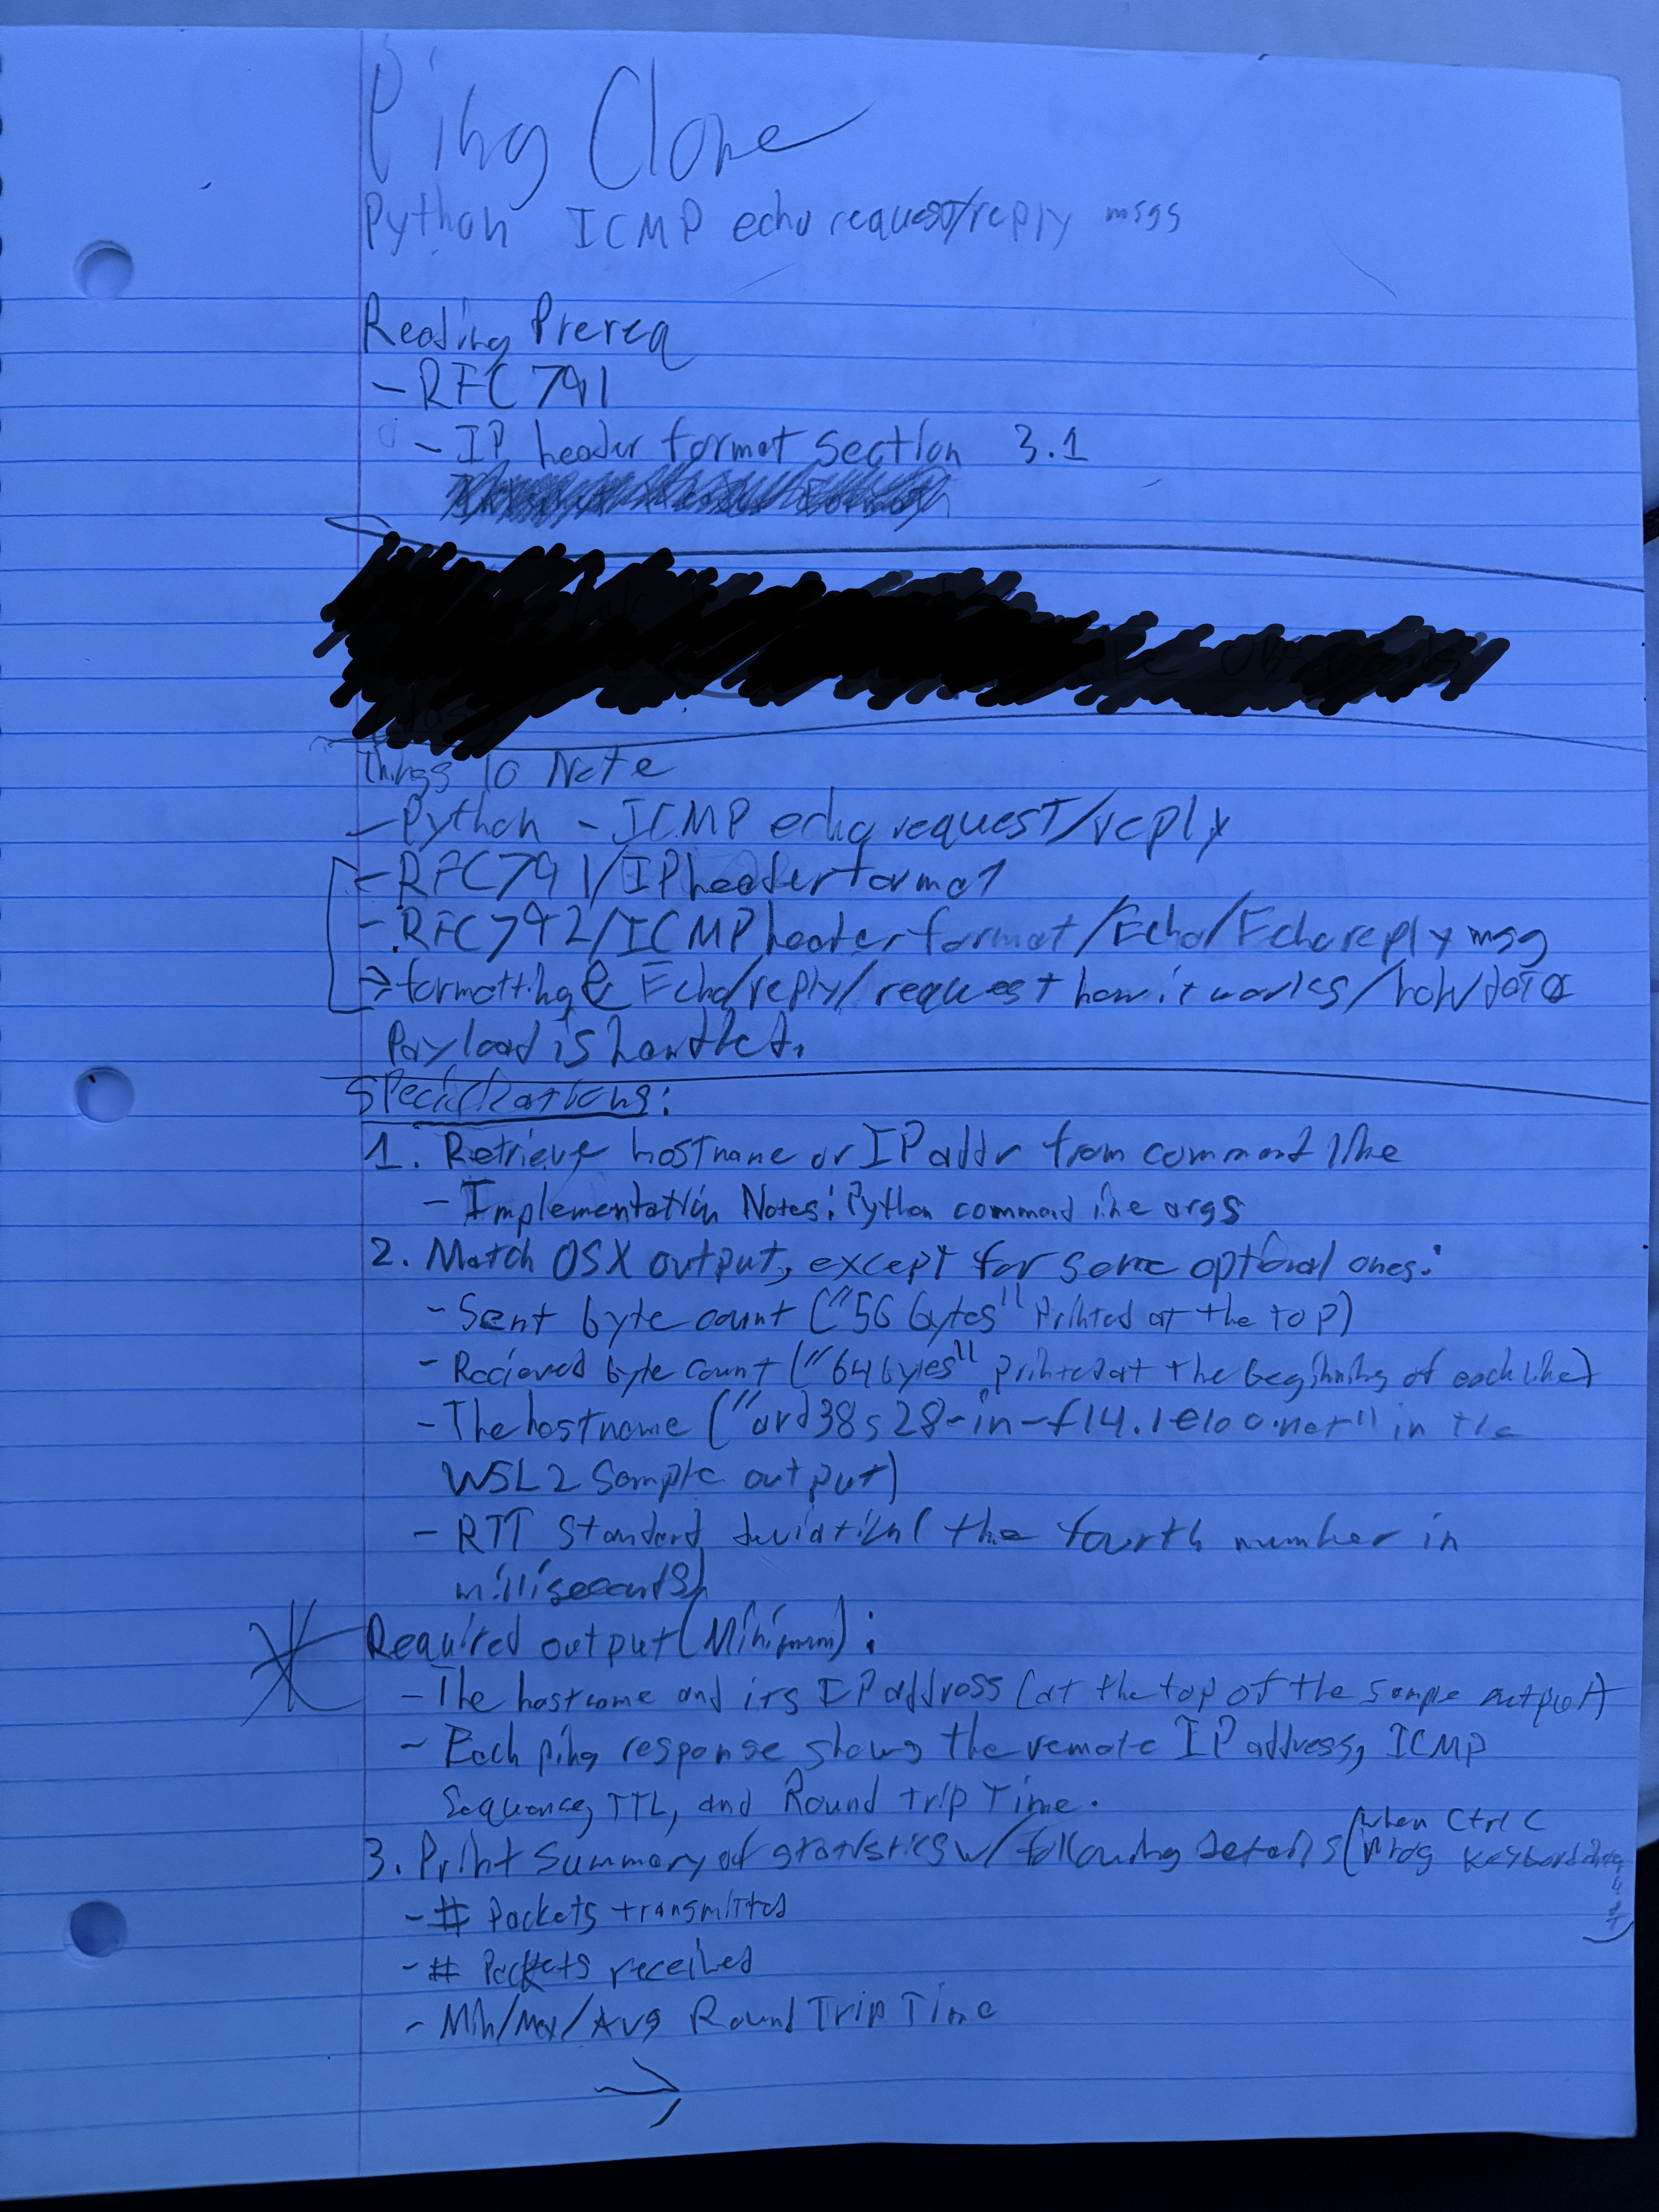 Ping Clone
Python ICMP echo request/reply msgs
Reading Prereq
- RFC 791
- IP header format section 3.1
Things to Note
- Python - ICMP echo request/reply
- RFC791/IP header format
- RFC792/ICMP header format/Echo/Echo reply msg
→ formatting & Echo/reply/request how it works/how data
Payload is handled.
Specifications:
1. Retrieve hostname or IP addr from command line
- Implementation Notes: Python command line args
2. Match OSX output, except for some optional ones:
- Sent byte count ("56 bytes" Printed at the top)
- Recieved byte count ("64 bytes" printed at the beginning of each line)
- The hostname ("ord38s28-in-f14.1e100.net" in the
WSL2 Sample output)
- RTT Standard deviation (the fourth number in
milliseconds)
Required output (Minimum):
- The hostname and its IP address (at the top of the sample output)
- Each ping response shows the remote IP address, ICMP
Sequence, TTL, and Round trip Time.
3. Print Summary of statistics w/ following details (when Ctrl C
Keyboard
- # Packets transmitted
- # Packets received
- Min/Max/Avg Round Trip Time
→